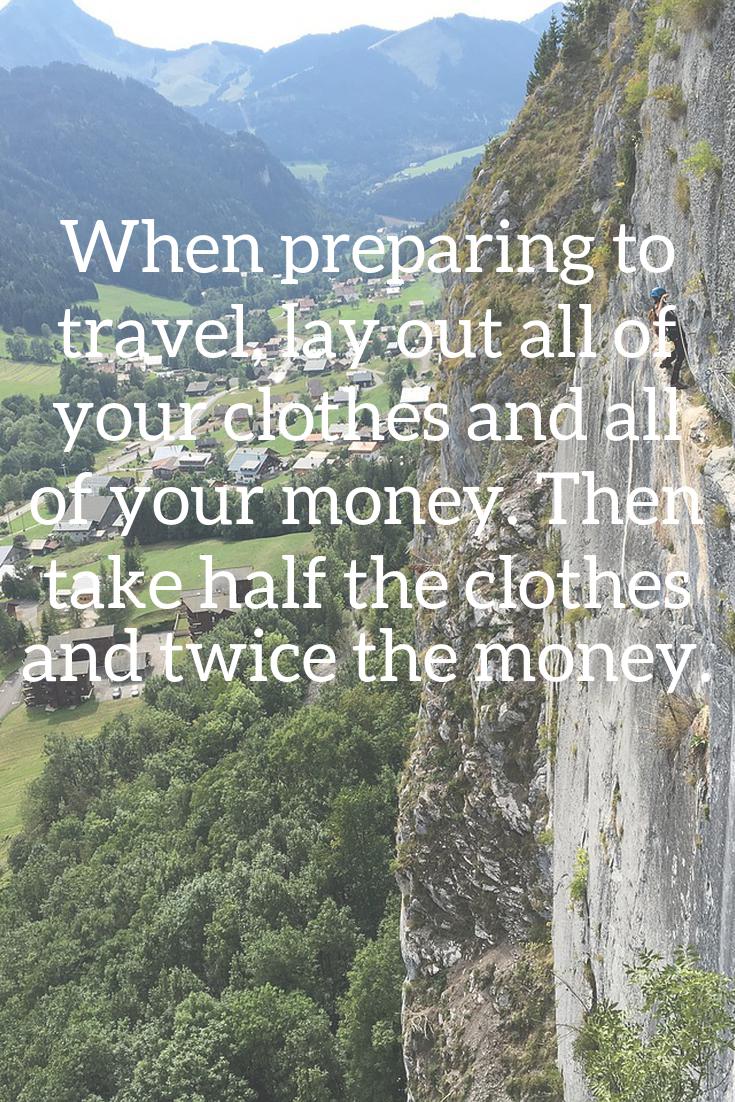 When preparing to
travel, lay out all of
your clothes and all
of your money. Then
take half the clothes
and twice the money.